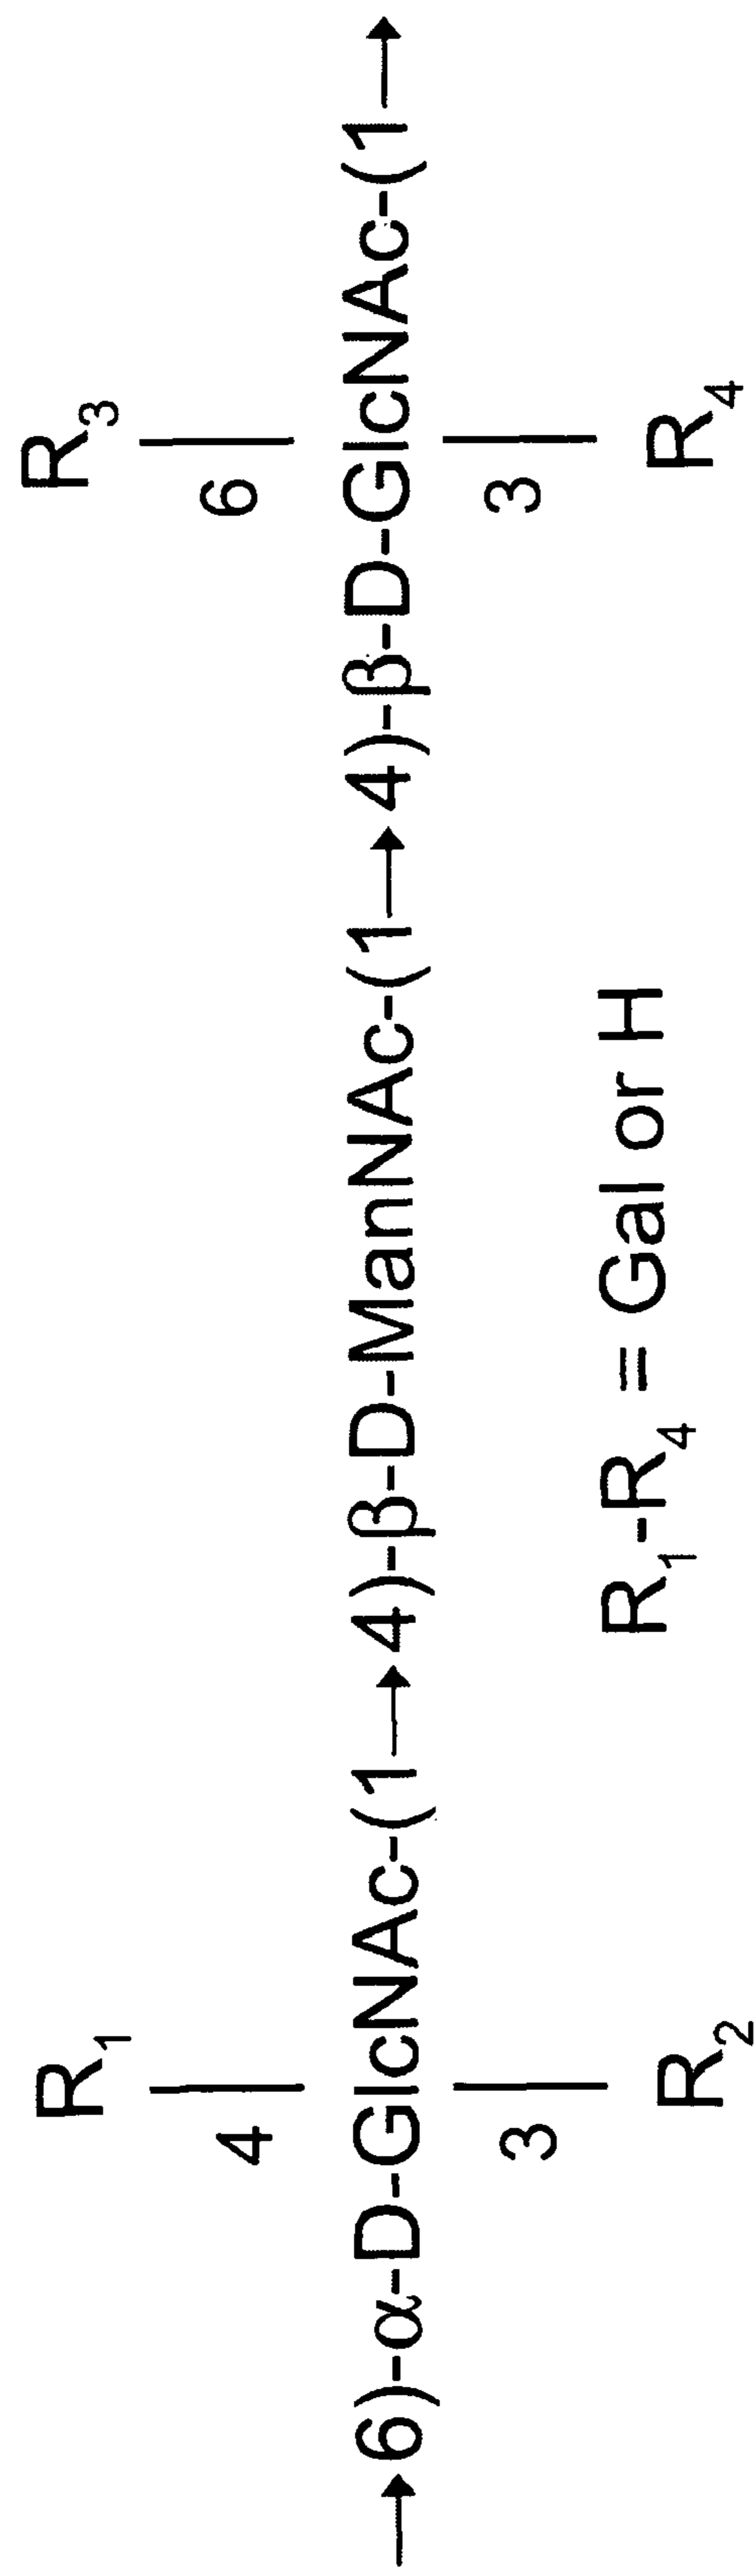 R₁ R₃
4 6
→6)-α-D-GlcNAc-(1→4)-β-D-ManNAc-(1→4)-β-D-GlcNAc-(1→
3 3
R₂ R₄
R₁-R₄ = Gal or H